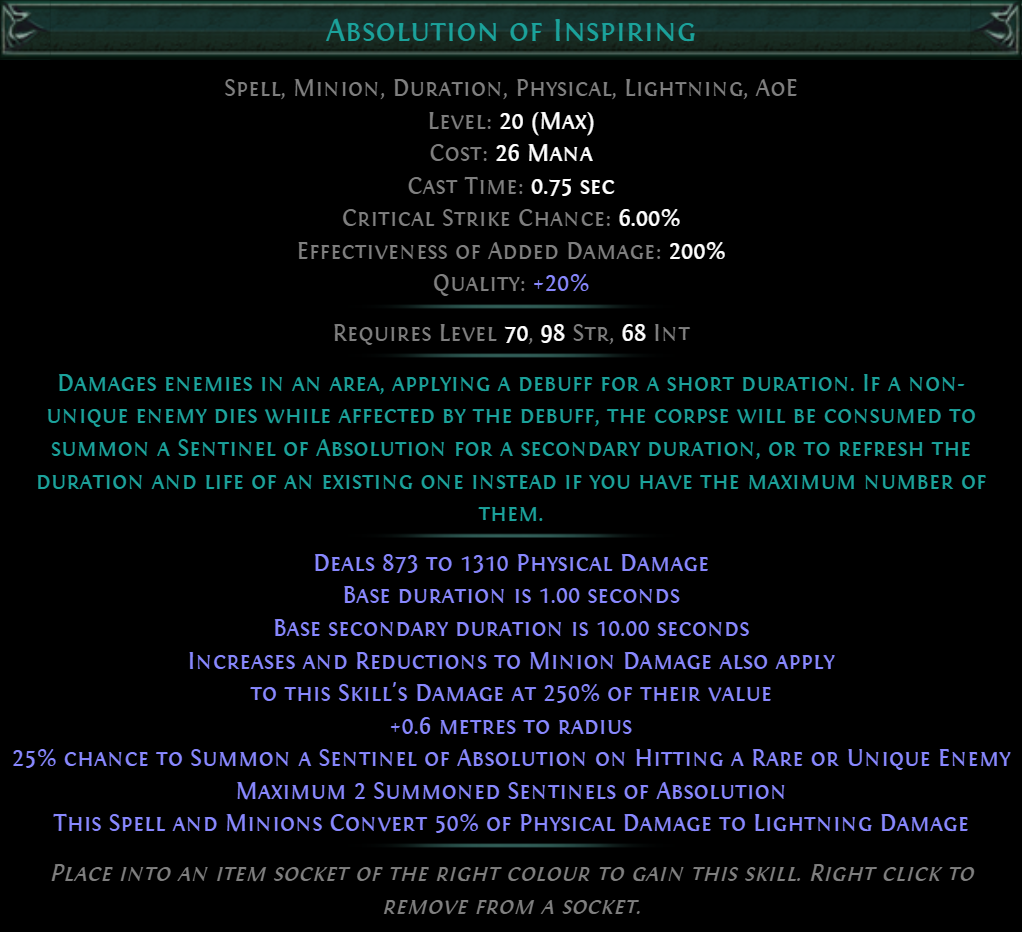 Absolution of Inspiring
Spell, Minion, Duration, Physical, Lightning, AoE
Level: 20 (Max)
Cost: 26 Mana
Cast Time: 0.75 sec
Critical Strike Chance: 6.00%
Effectiveness of Added Damage: 200%
Quality: +20%
Requires Level 70, 98 Str, 68 Int
Damages enemies in an area, applying a debuff for a short duration. If a non-
unique enemy dies while affected by the debuff, the corpse will be consumed to
summon a Sentinel of Absolution for a secondary duration, or to refresh the
duration and life of an existing one instead if you have the maximum number of
them.
Deals 873 to 1310 Physical Damage
Base duration is 1.00 seconds
Base secondary duration is 10.00 seconds
Increases and Reductions to Minion Damage also apply
to this Skill's Damage at 250% of their value
+0.6 metres to radius
25% chance to Summon a Sentinel of Absolution on Hitting a Rare or Unique Enemy
Maximum 2 Summoned Sentinels of Absolution
This Spell and Minions Convert 50% of Physical Damage to Lightning Damage
Place into an item socket of the right colour to gain this skill. Right click to
remove from a socket.